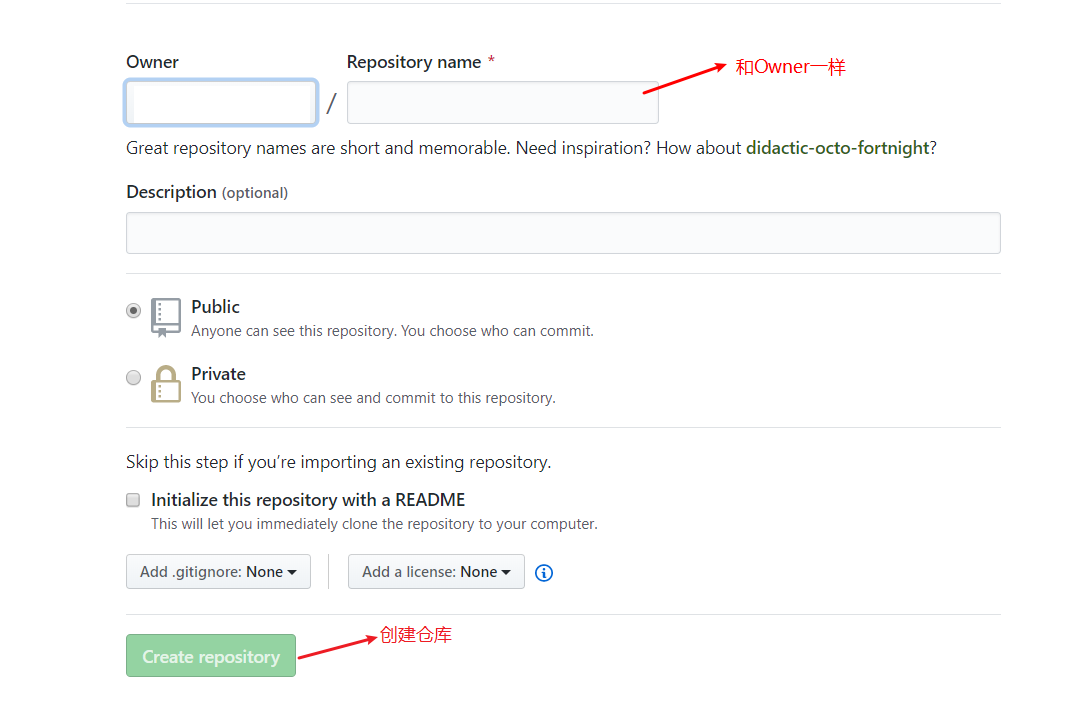 Owner
Repository name *
和Owner一样
/
Great repository names are short and memorable. Need inspiration? How about didactic-octo-fortnight?
Description (optional)
Public
Anyone can see this repository. You choose who can commit.
Private
You choose who can see and commit to this repository.
Skip this step if you’re importing an existing repository.
Initialize this repository with a README
This will let you immediately clone the repository to your computer.
Add .gitignore: None
Add a license: None
创建仓库
Create repository